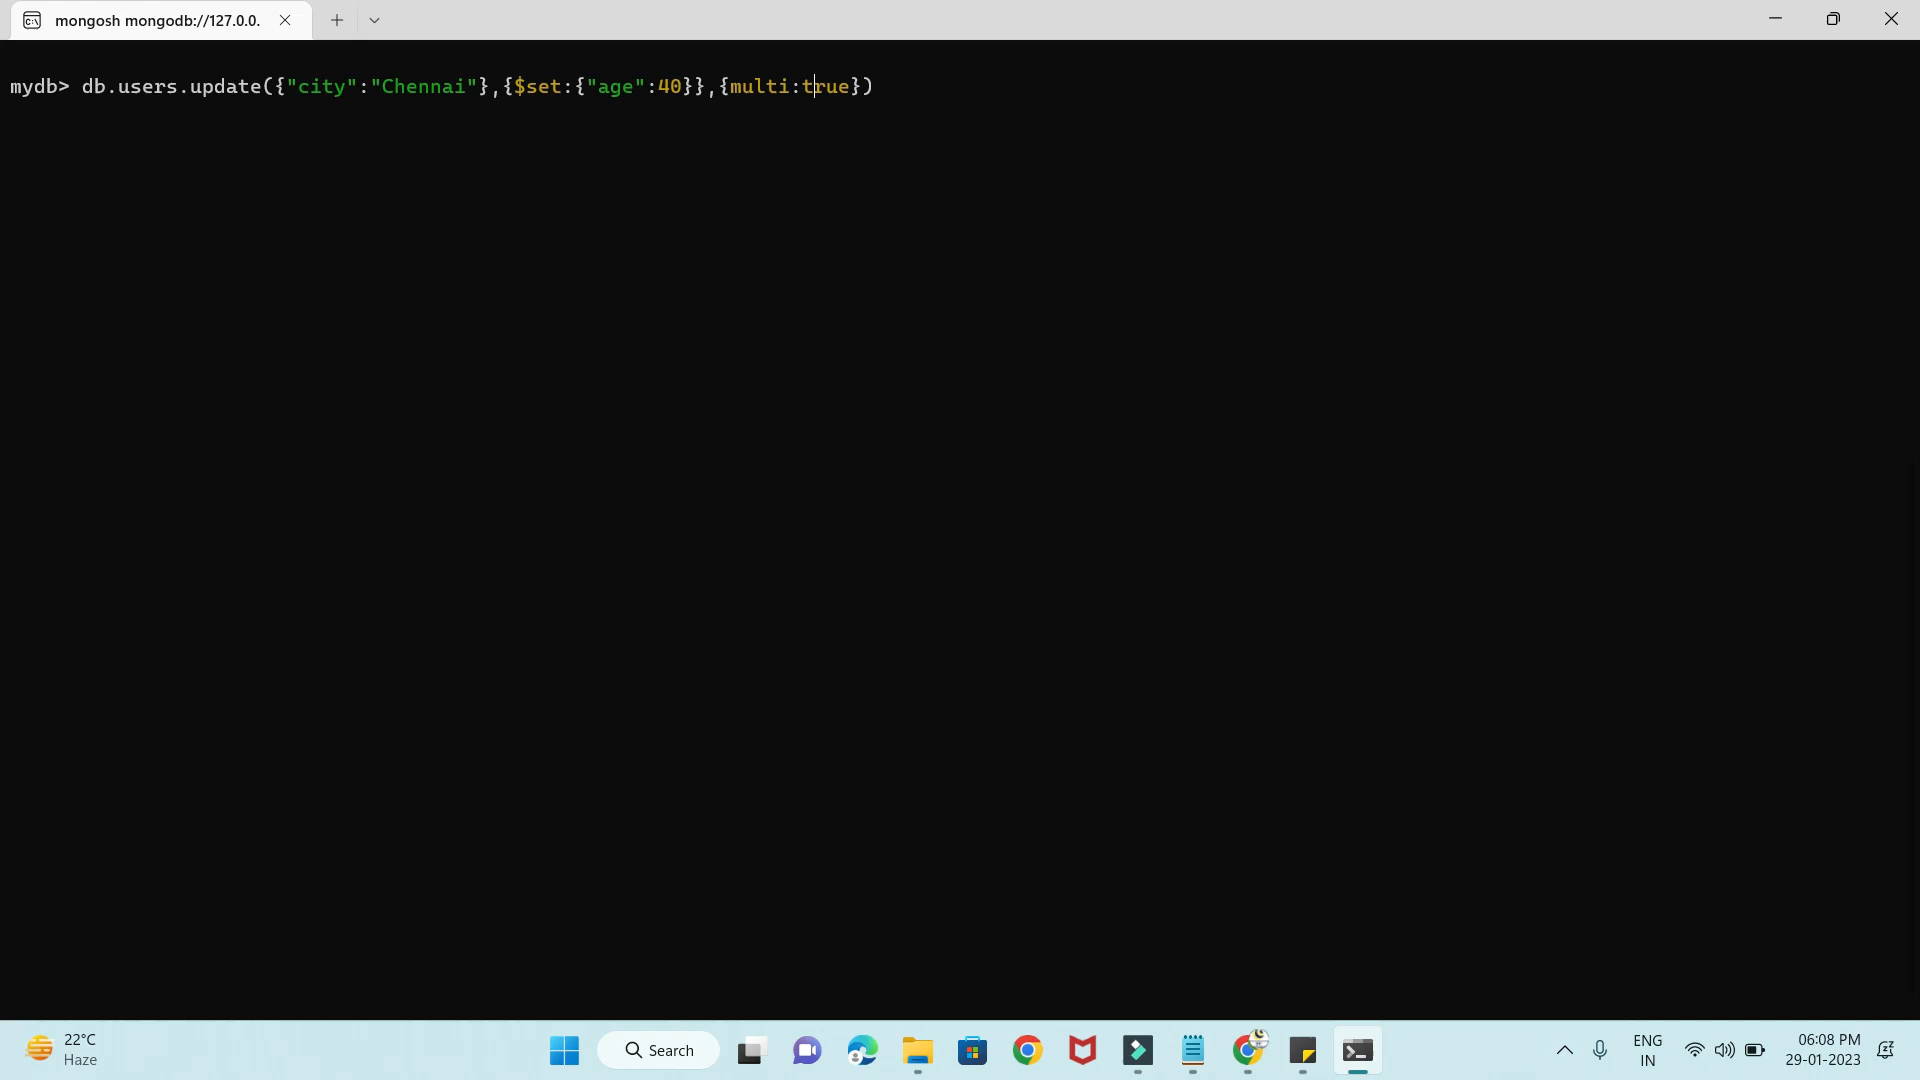 mongosh mongodb://127.0.0.
mydb> db.users.update({"city":"Chennai"},{$set:{"age":40}},{multi:true})
22°C
Haze
Search
ENG
IN
06:08 PM
29-01-2023